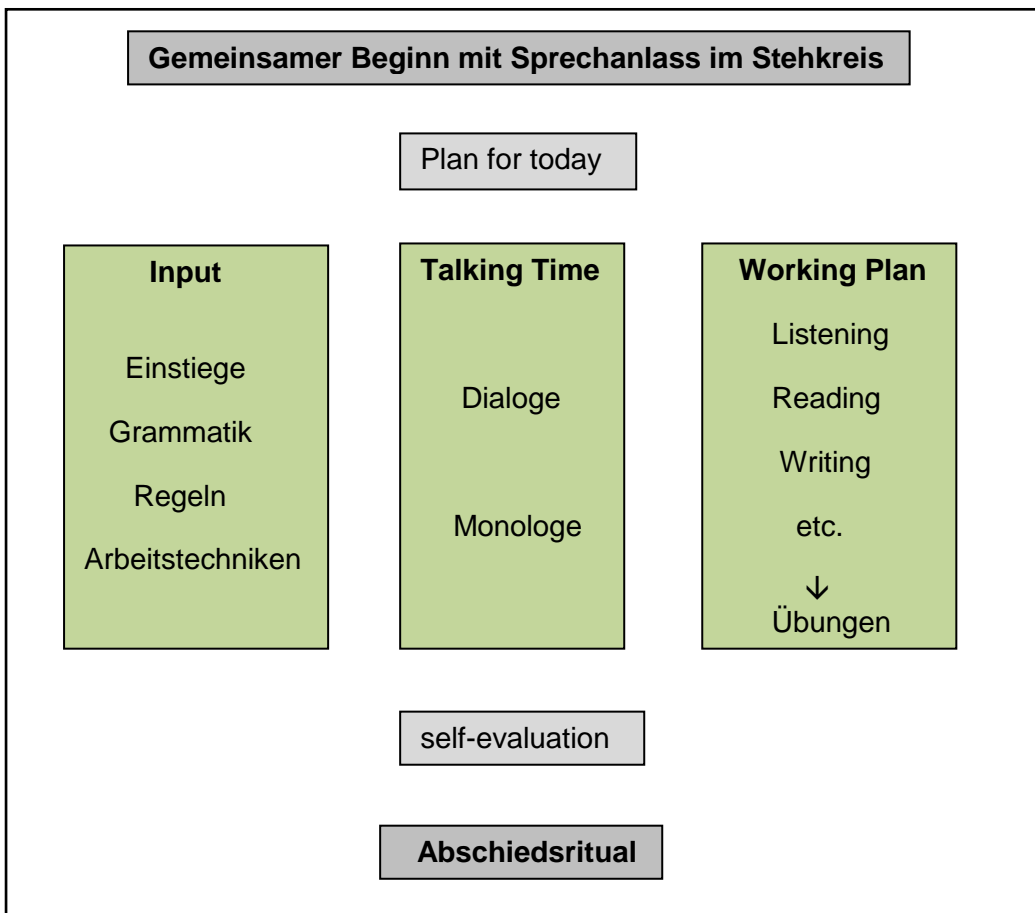 Gemeinsamer Beginn mit Sprechanlass im Stehkreis
Plan for today
Input
Einstiege
Grammatik
Regeln
Arbeitstechniken
Talking Time
Dialoge
Monologe
Working Plan
Listening
Reading
Writing
etc.
↓
Übungen
self-evaluation
Abschiedsritual